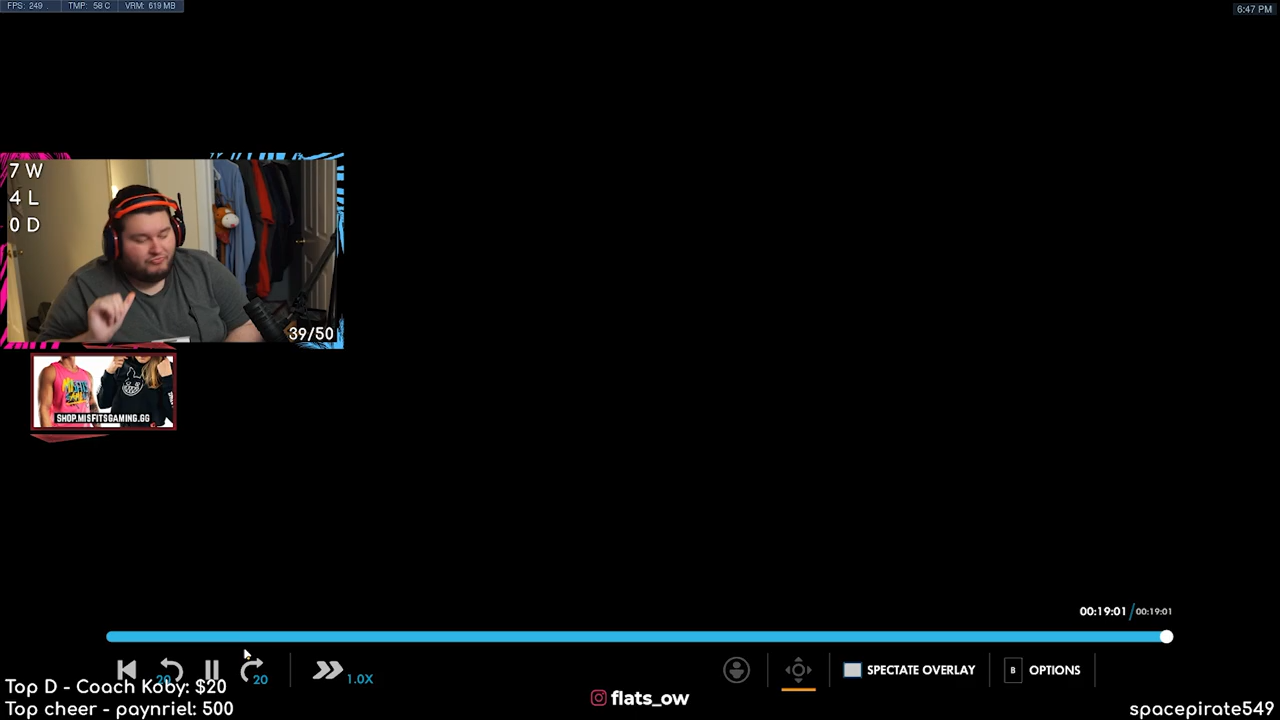 FPS: 249
TMP: 58 C
VRM: 619 MB
6:47 PM
7 W
4 L
0 D
39/50
SHOP.MISFITSGAMING.GG
00:19:01 / 00:19:01
20
20
1.0X
SPECTATE OVERLAY
B
OPTIONS
Top D - Coach Koby: $20
Top cheer - paynriel: 500
flats_ow
spacepirate549